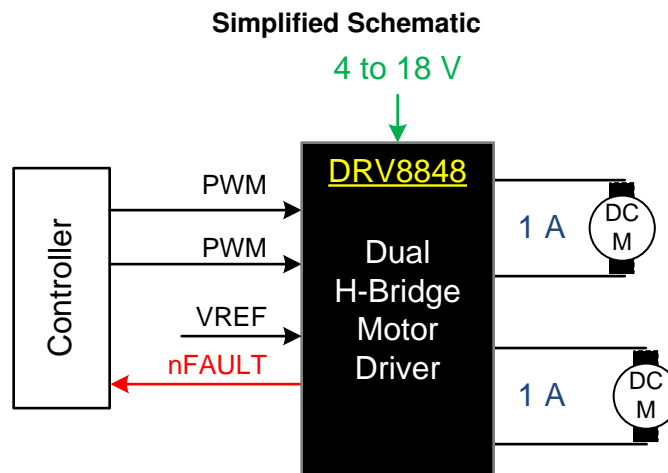 Simplified Schematic
4 to 18 V
Controller
PWM
PWM
VREF
nFAULT
DRV8848
Dual
H-Bridge
Motor
Driver
1 A
DC
M
1 A
DC
M